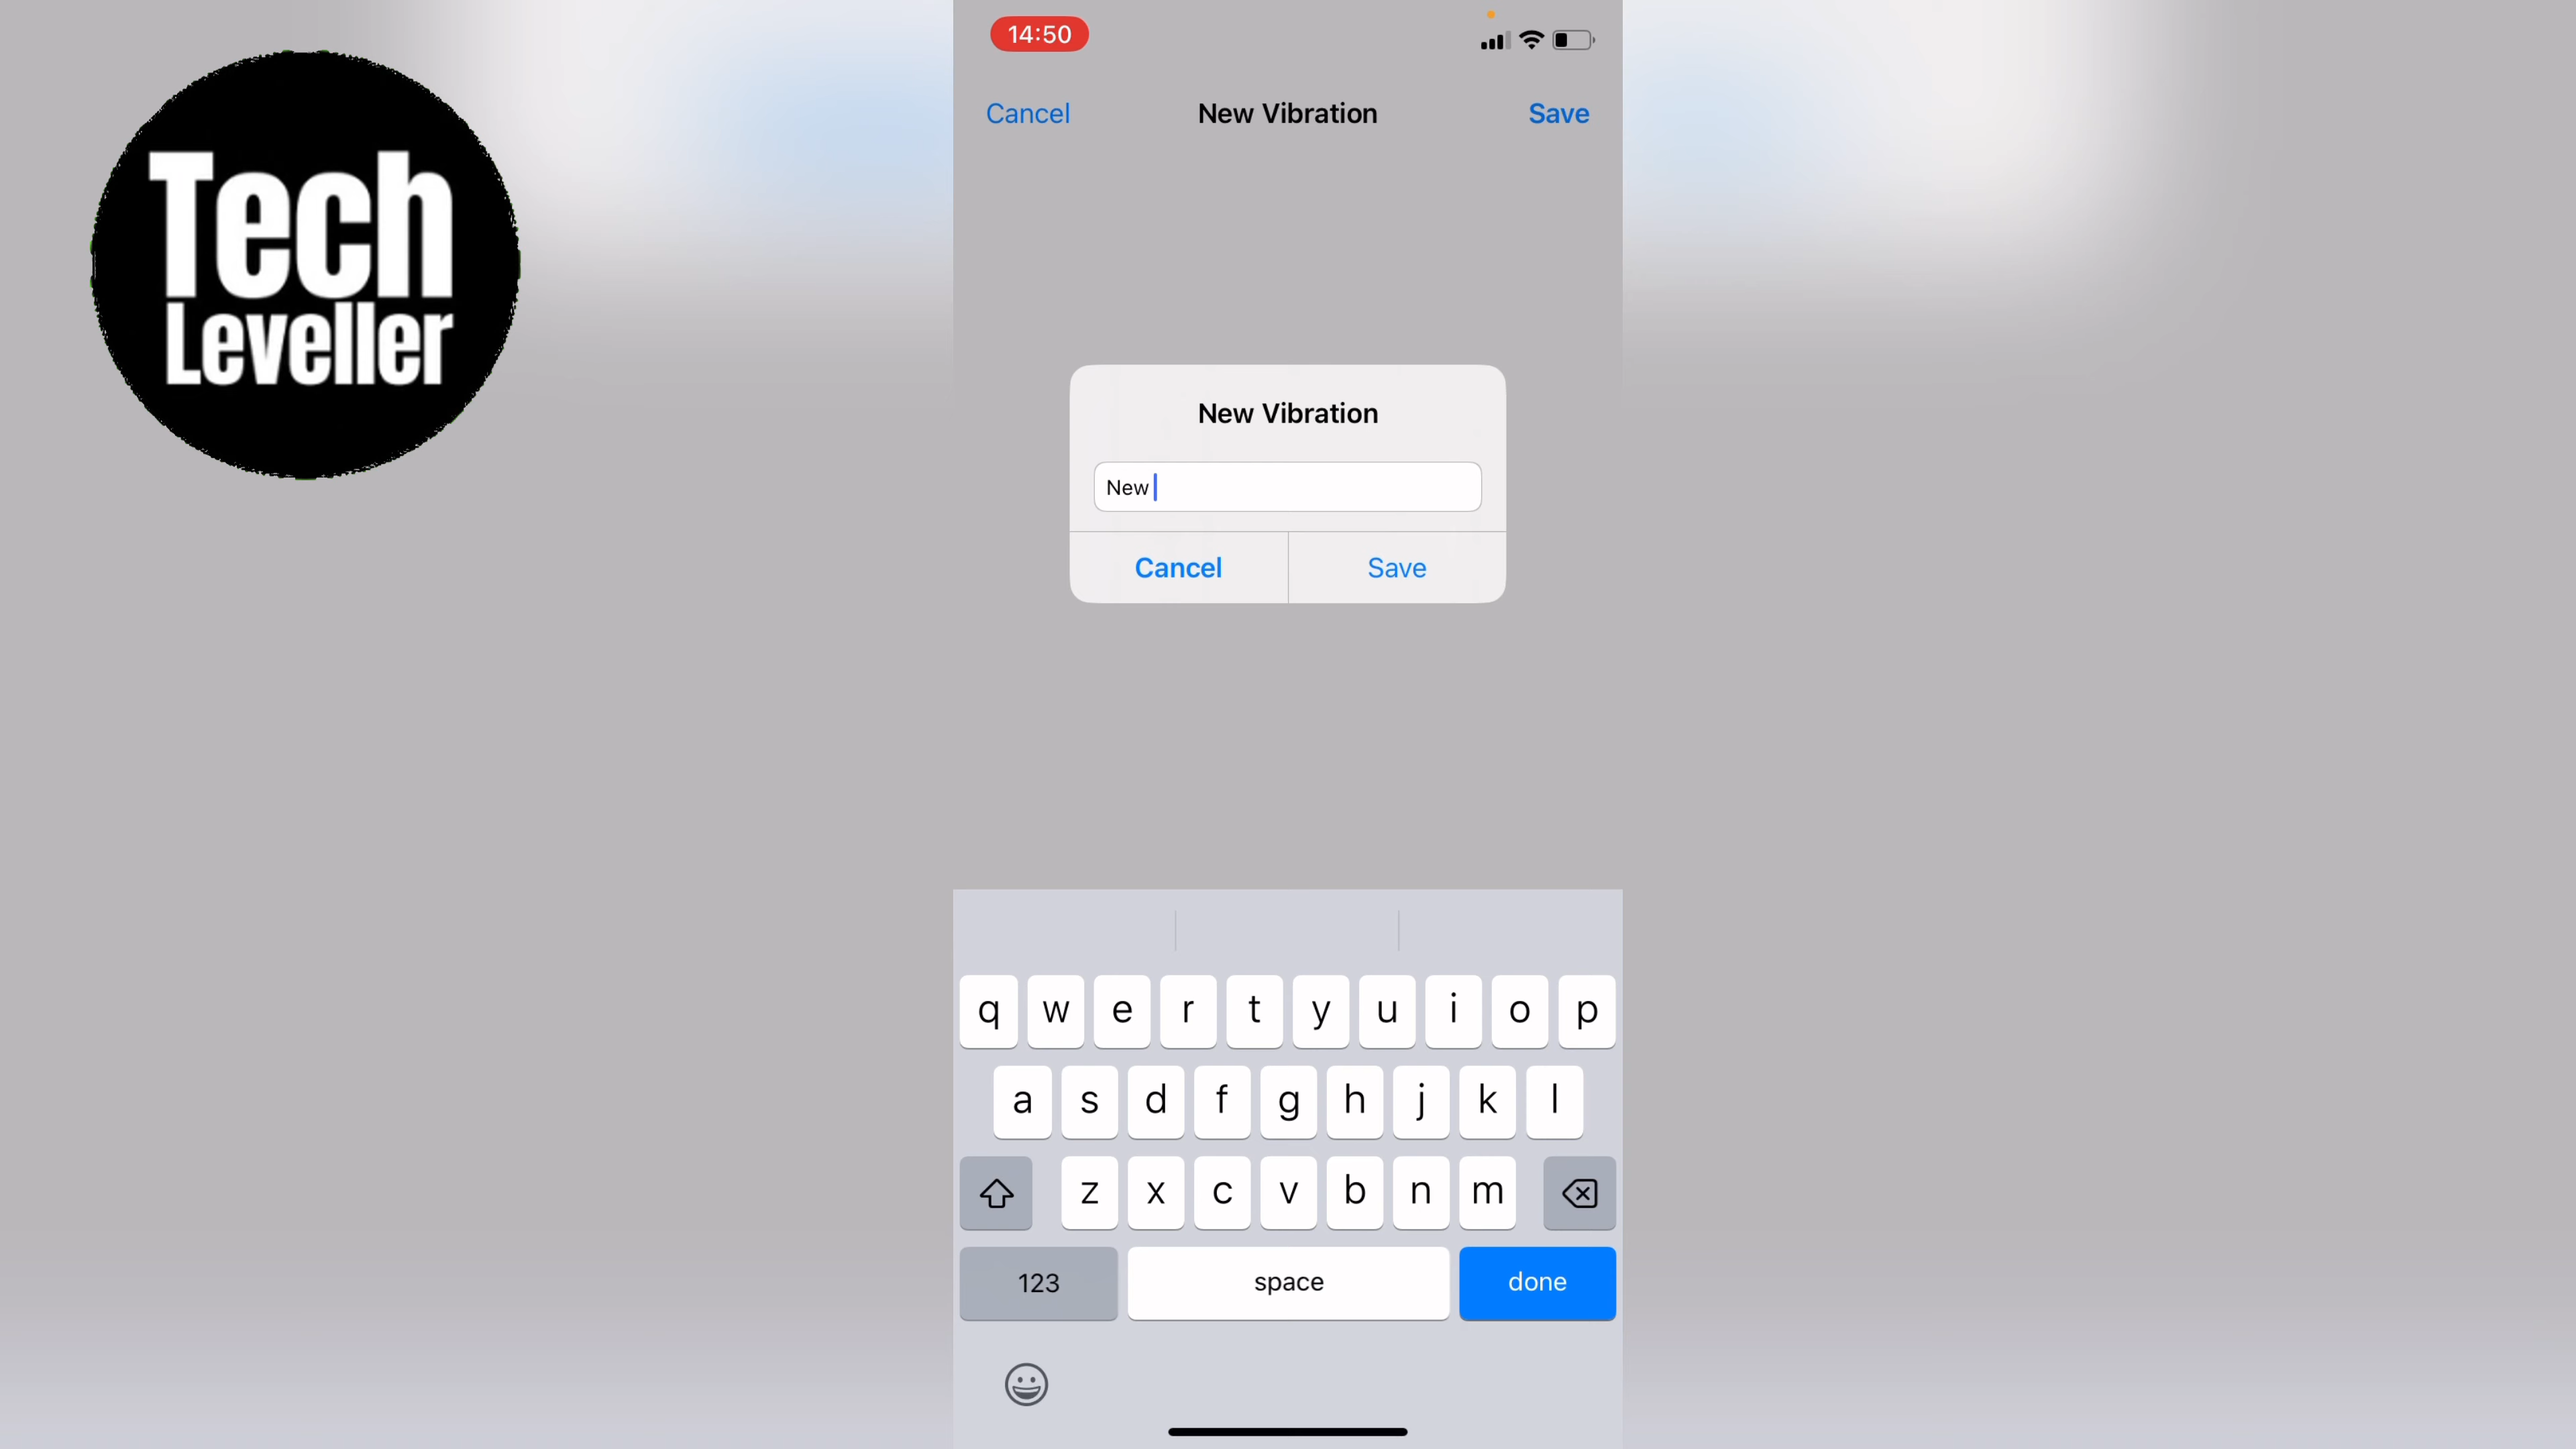 Tech
Leveller
14:50
Cancel New Vibration Save
New Vibration
New
Cancel Save
q w e r t y u i o p
a s d f g h j k l
z x c v b n m
123 space done